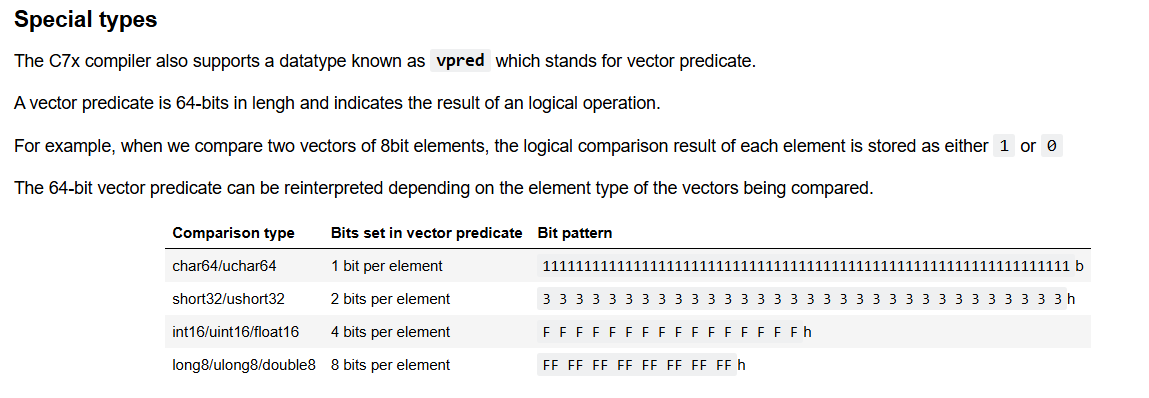 Special types
The C7x compiler also supports a datatype known as vpred which stands for vector predicate.
A vector predicate is 64-bits in lengh and indicates the result of an logical operation.
For example, when we compare two vectors of 8bit elements, the logical comparison result of each element is stored as either 1 or 0
The 64-bit vector predicate can be reinterpreted depending on the element type of the vectors being compared.
Comparison type Bits set in vector predicate Bit pattern
char64/uchar64 1 bit per element 1111111111111111111111111111111111111111111111111111111111111111 b
short32/ushort32 2 bits per element 3 3 3 3 3 3 3 3 3 3 3 3 3 3 3 3 3 3 3 3 3 3 3 3 3 3 3 3 3 3 3 3 h
int16/uint16/float16 4 bits per element F F F F F F F F F F F F F F F F h
long8/ulong8/double8 8 bits per element FF FF FF FF FF FF FF FF h